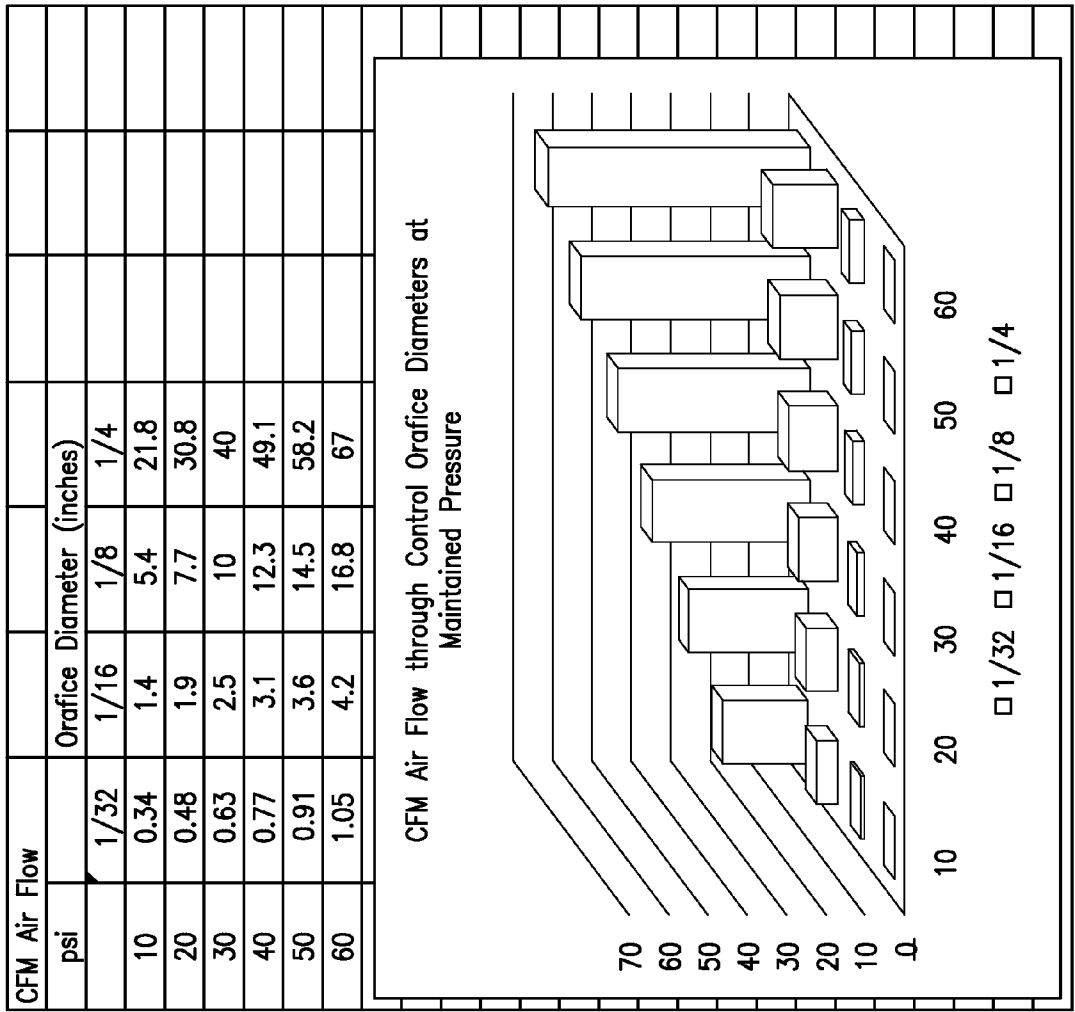 CFM Air Flow
psi Orafice Diameter (inches)
1/32 1/16 1/8 1/4
10 0.34 1.4 5.4 21.8
20 0.48 1.9 7.7 30.8
30 0.63 2.5 10 40
40 0.77 3.1 12.3 49.1
50 0.91 3.6 14.5 58.2
60 1.05 4.2 16.8 67
CFM Air Flow through Control Orafice Diameters at
Maintained Pressure
70
60
50
40
30
20
10
0
10 20 30 40 50 60
□1/32 □1/16 □1/8 □1/4